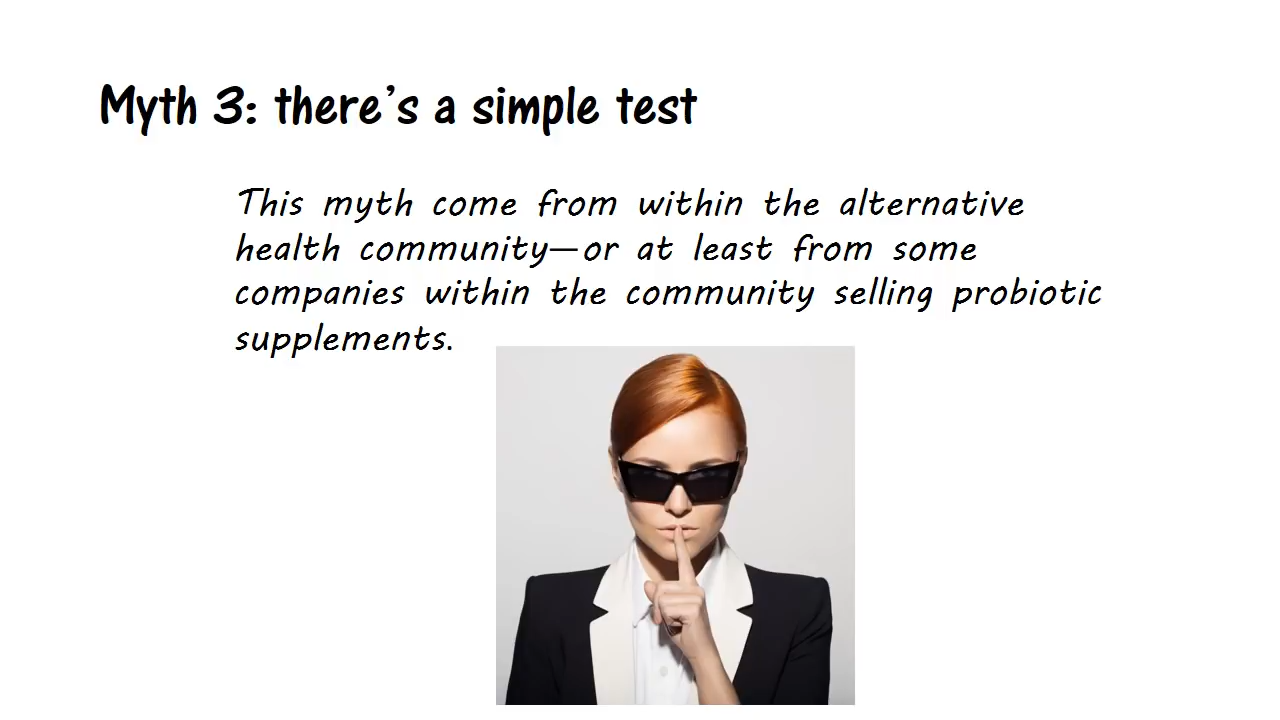 Myth 3: there's a simple test
This myth come from within the alternative
health community—or at least from some
companies within the community selling probiotic
supplements.